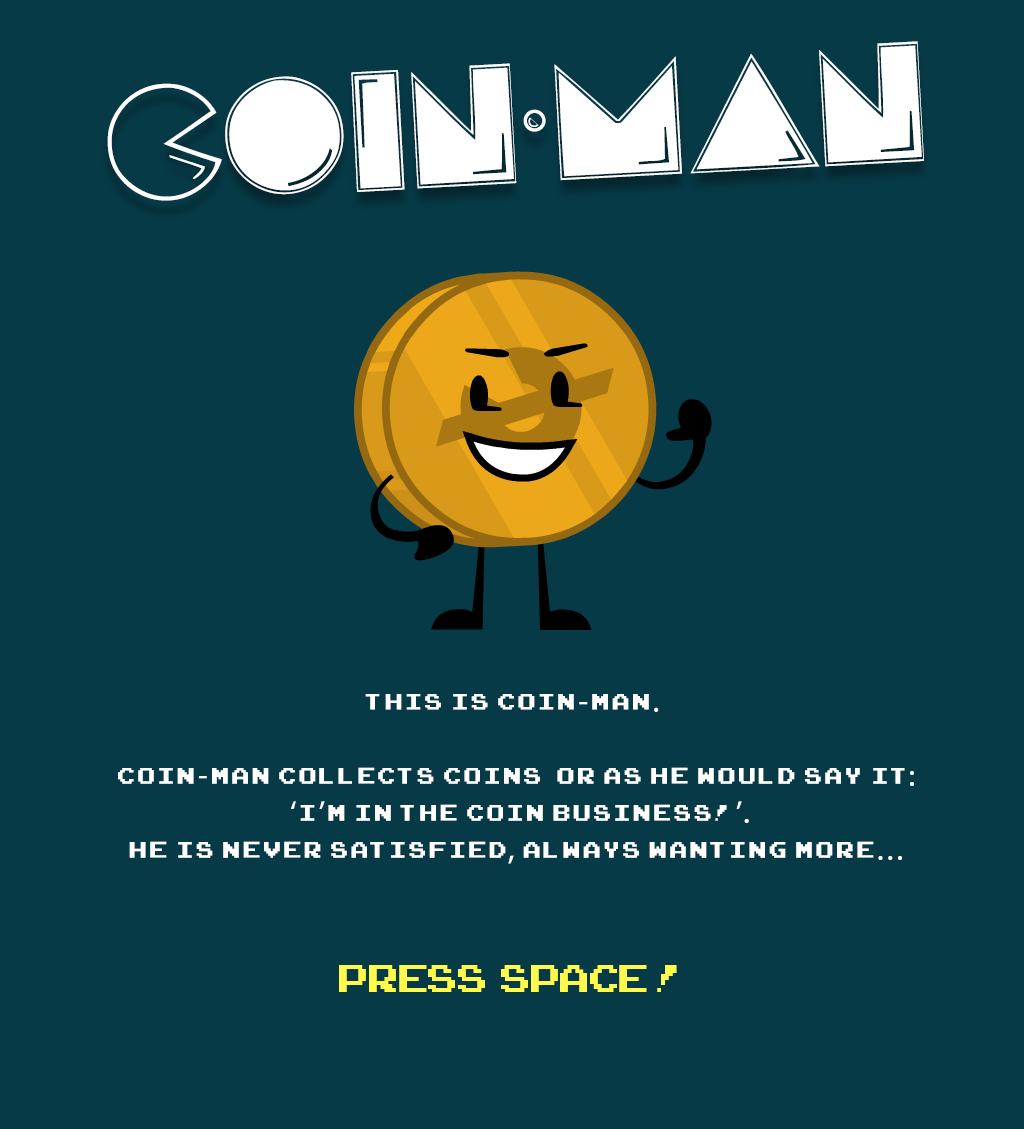 COIN·MAN
THIS IS COIN-MAN.
COIN-MAN COLLECTS COINS OR AS HE WOULD SAY IT:
'I'M IN THE COIN BUSINESS! '.
HE IS NEVER SATISFIED, ALWAYS WANTING MORE...
PRESS SPACE!